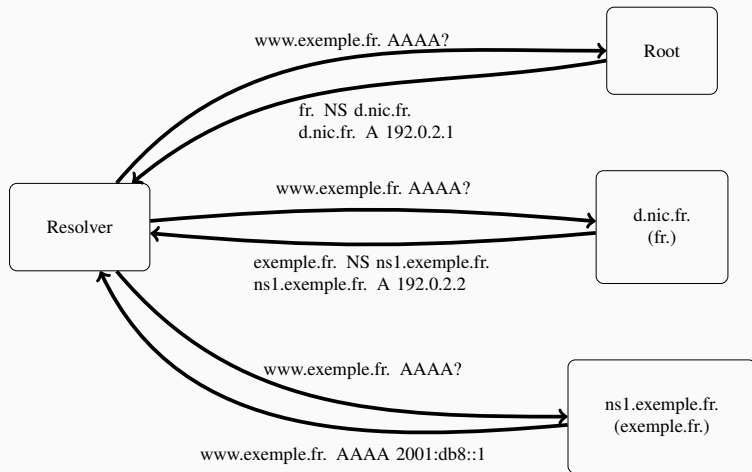 www.exemple.fr. AAAA?
Root
fr. NS d.nic.fr.
d.nic.fr. A 192.0.2.1
www.exemple.fr. AAAA?
Resolver
d.nic.fr.
(fr.)
exemple.fr. NS ns1.exemple.fr.
ns1.exemple.fr. A 192.0.2.2
www.exemple.fr. AAAA?
ns1.exemple.fr.
(exemple.fr.)
www.exemple.fr. AAAA 2001:db8::1